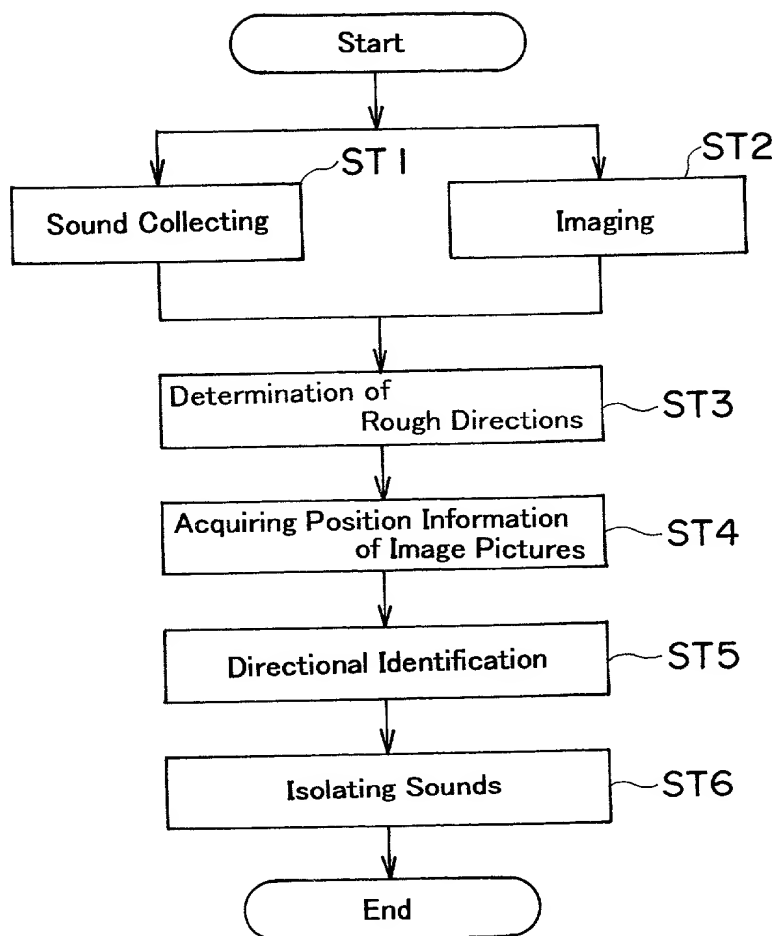 Start
ST1
ST2
Sound Collecting
Imaging
Determination of
Rough Directions
ST3
Acquiring Position Information
of Image Pictures
ST4
Directional Identification
ST5
Isolating Sounds
ST6
End